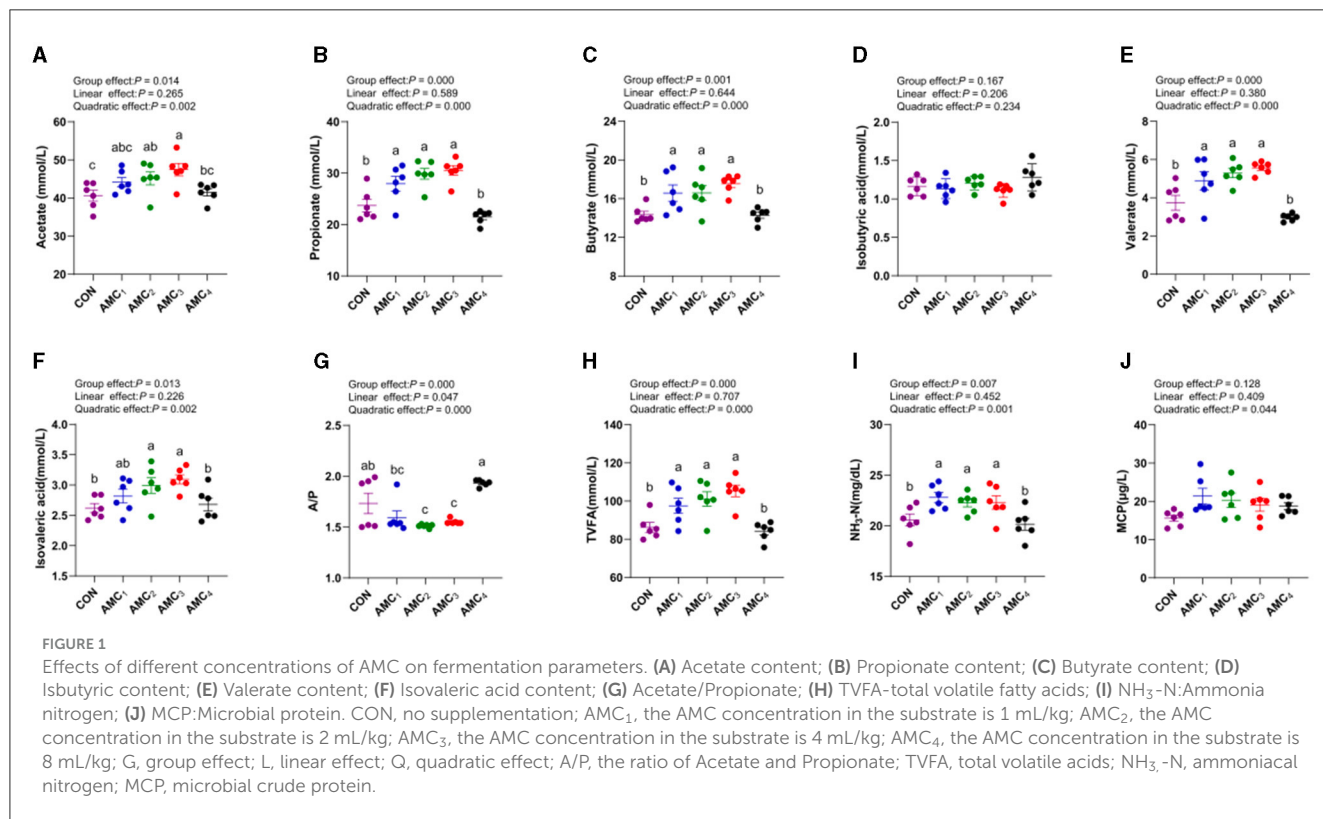 A
Group effect:P = 0.014
Linear effect:P = 0.265
Quadratic effect:P = 0.002
Acetate (mmol/L)
60
50
40
30
20
c
abc
ab
a
bc
CON
AMC₁
AMC₂
AMC₃
AMC₄
B
Group effect:P = 0.000
Linear effect:P = 0.589
Quadratic effect:P = 0.000
Propionate (mmol/L)
40
30
20
10
b
a
a
a
b
CON
AMC₁
AMC₂
AMC₃
AMC₄
C
Group effect:P = 0.001
Linear effect:P = 0.644
Quadratic effect:P = 0.000
Butyrate (mmol/L)
24
21
18
15
12
9
b
a
a
a
b
CON
AMC₁
AMC₂
AMC₃
AMC₄
D
Group effect:P = 0.167
Linear effect:P = 0.206
Quadratic effect:P = 0.234
Isobutyric acid(mmol/L)
2.0
1.5
1.0
0.5
0.0
CON
AMC₁
AMC₂
AMC₃
AMC₄
E
Group effect:P = 0.000
Linear effect:P = 0.380
Quadratic effect:P = 0.000
Valerate (mmol/L)
8
6
4
2
0
b
a
a
a
b
CON
AMC₁
AMC₂
AMC₃
AMC₄
F
Group effect:P = 0.013
Linear effect:P = 0.226
Quadratic effect:P = 0.002
Isovaleric acid(mmol/L)
4.0
3.5
3.0
2.5
2.0
1.5
b
ab
a
a
b
CON
AMC₁
AMC₂
AMC₃
AMC₄
G
Group effect:P = 0.000
Linear effect:P = 0.047
Quadratic effect:P = 0.000
A/P
2.5
2.0
1.5
1.0
ab
bc
c
c
a
CON
AMC₁
AMC₂
AMC₃
AMC₄
H
Group effect:P = 0.000
Linear effect:P = 0.707
Quadratic effect:P = 0.000
TVFA(mmol/L)
140
120
100
80
60
b
a
a
a
b
CON
AMC₁
AMC₂
AMC₃
AMC₄
I
Group effect:P = 0.007
Linear effect:P = 0.452
Quadratic effect:P = 0.001
NH₃-N(mg/dL)
30
25
20
15
b
a
a
a
b
CON
AMC₁
AMC₂
AMC₃
AMC₄
J
Group effect:P = 0.128
Linear effect:P = 0.409
Quadratic effect:P = 0.044
MCP(µg/L)
40
30
20
10
0
CON
AMC₁
AMC₂
AMC₃
AMC₄
FIGURE 1
Effects of different concentrations of AMC on fermentation parameters. (A) Acetate content; (B) Propionate content; (C) Butyrate content; (D)
Isbutyric content; (E) Valerate content; (F) Isovaleric acid content; (G) Acetate/Propionate; (H) TVFA-total volatile fatty acids; (I) NH₃-N:Ammonia
nitrogen; (J) MCP:Microbial protein. CON, no supplementation; AMC₁, the AMC concentration in the substrate is 1 mL/kg; AMC₂, the AMC
concentration in the substrate is 2 mL/kg; AMC₃, the AMC concentration in the substrate is 4 mL/kg; AMC₄, the AMC concentration in the substrate is
8 mL/kg; G, group effect; L, linear effect; Q, quadratic effect; A/P, the ratio of Acetate and Propionate; TVFA, total volatile acids; NH₃,-N, ammoniacal
nitrogen; MCP, microbial crude protein.